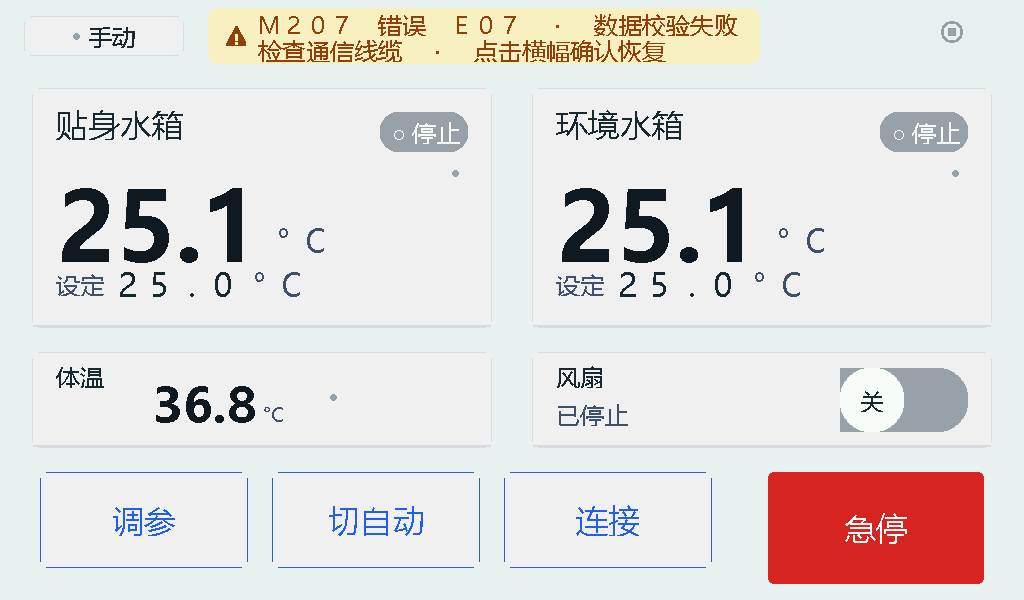 手动
M207 错误 E07 · 数据校验失败
检查通信线缆 · 点击横幅确认恢复
贴身水箱
停止
25.1 °C
设定 25.0 °C
环境水箱
停止
25.1 °C
设定 25.0 °C
体温
36.8 °C
风扇
已停止
关
调参
切自动
连接
急停